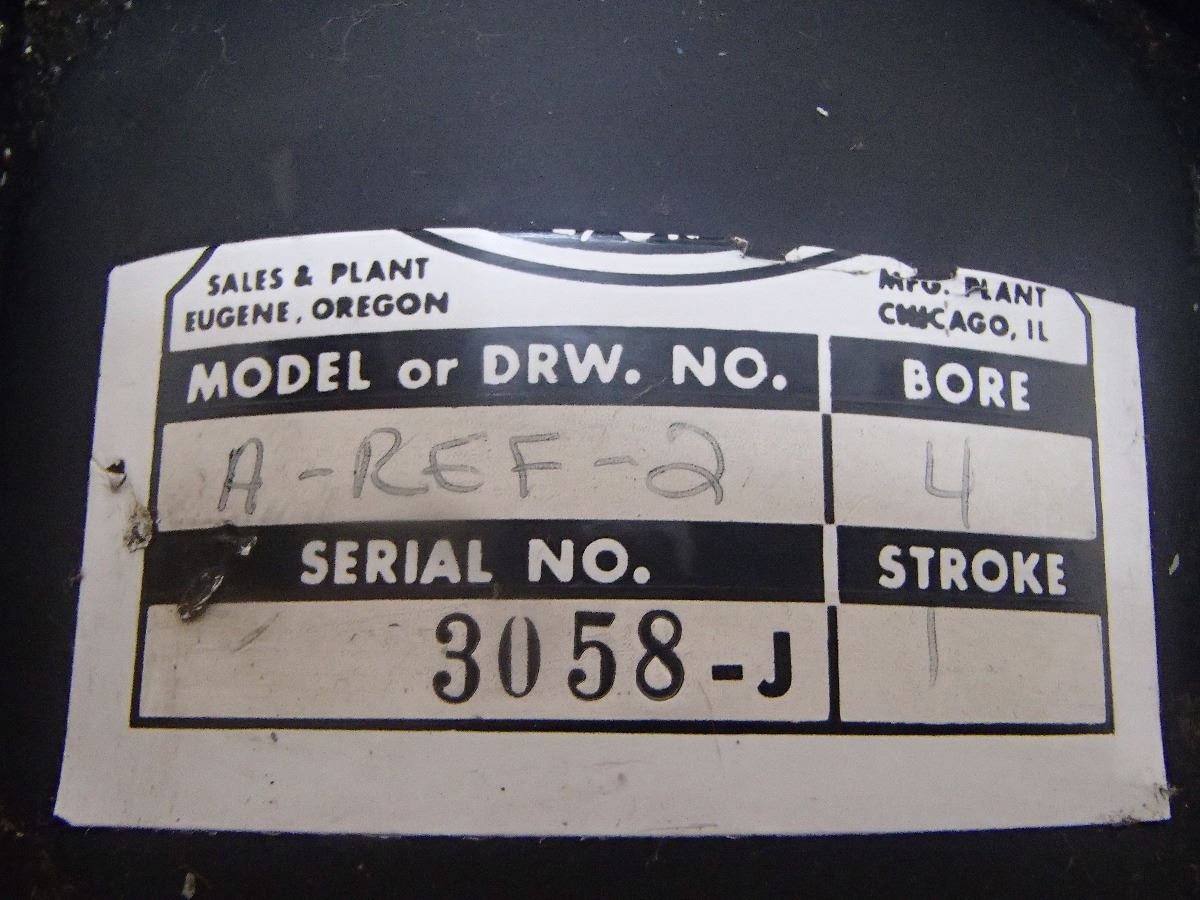 SALES & PLANT
EUGENE, OREGON
MFG. PLANT
CHICAGO, IL
MODEL or DRW. NO.
BORE
A-REF-2
4
SERIAL NO.
STROKE
3058-J
1